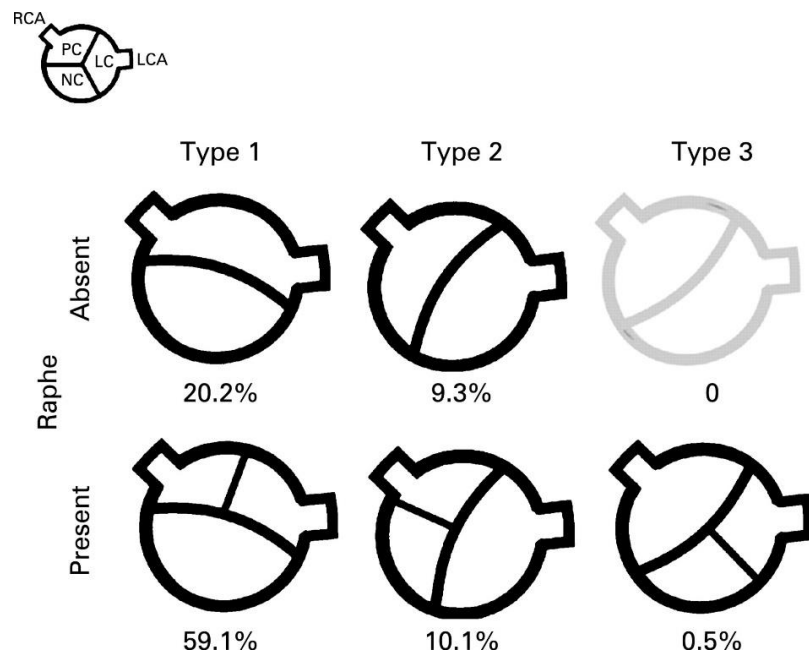 RCA
PC
LC
LCA
NC
Type 1 Type 2 Type 3
Absent
20.2% 9.3% 0
Raphe
Present
59.1% 10.1% 0.5%